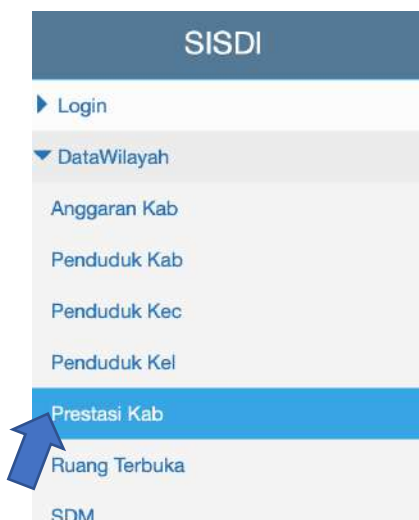 SISDI
Login
DataWilayah
Anggaran Kab
Penduduk Kab
Penduduk Kec
Penduduk Kel
Prestasi Kab
Ruang Terbuka
SDM